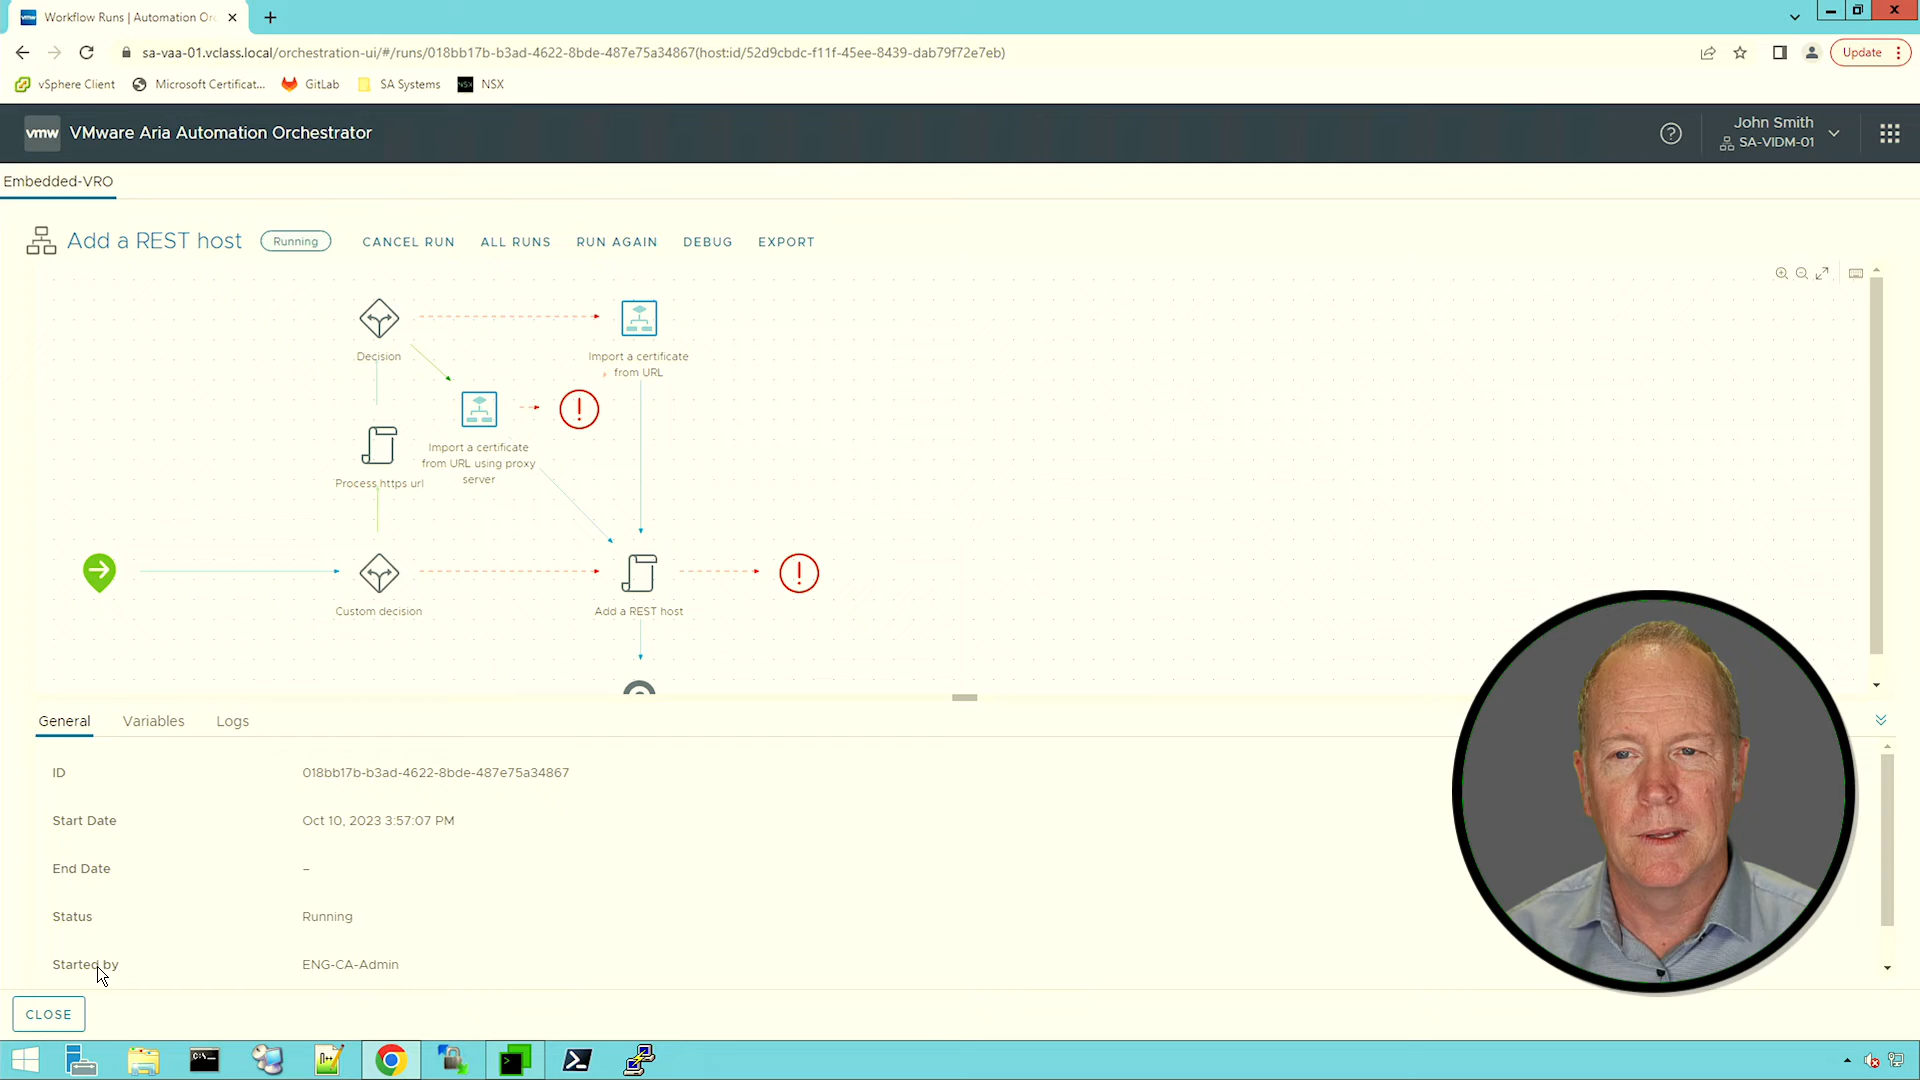 Workflow Runs | Automation Or
sa-vaa-01.vclass.local/orchestration-ui/#/runs/018bb17b-b3ad-4622-8bde-487e75a34867(hostid/52d9cbdc-f11f-45ee-8439-dab79f72e7eb)
Update
vSphere Client
Microsoft Certificat...
GitLab
SA Systems
NSX
NSX
vmw
VMware Aria Automation Orchestrator
John Smith
SA-VIDM-01
Embedded-VRO
Add a REST host
Running
CANCEL RUN
ALL RUNS
RUN AGAIN
DEBUG
EXPORT
Decision
Import a certificate
from URL
Import a certificate
from URL using proxy
server
Process https url
Custom decision
Add a REST host
General
Variables
Logs
ID
018bb17b-b3ad-4622-8bde-487e75a34867
Start Date
Oct 10, 2023 3:57:07 PM
End Date
–
Status
Running
Started by
ENG-CA-Admin
CLOSE